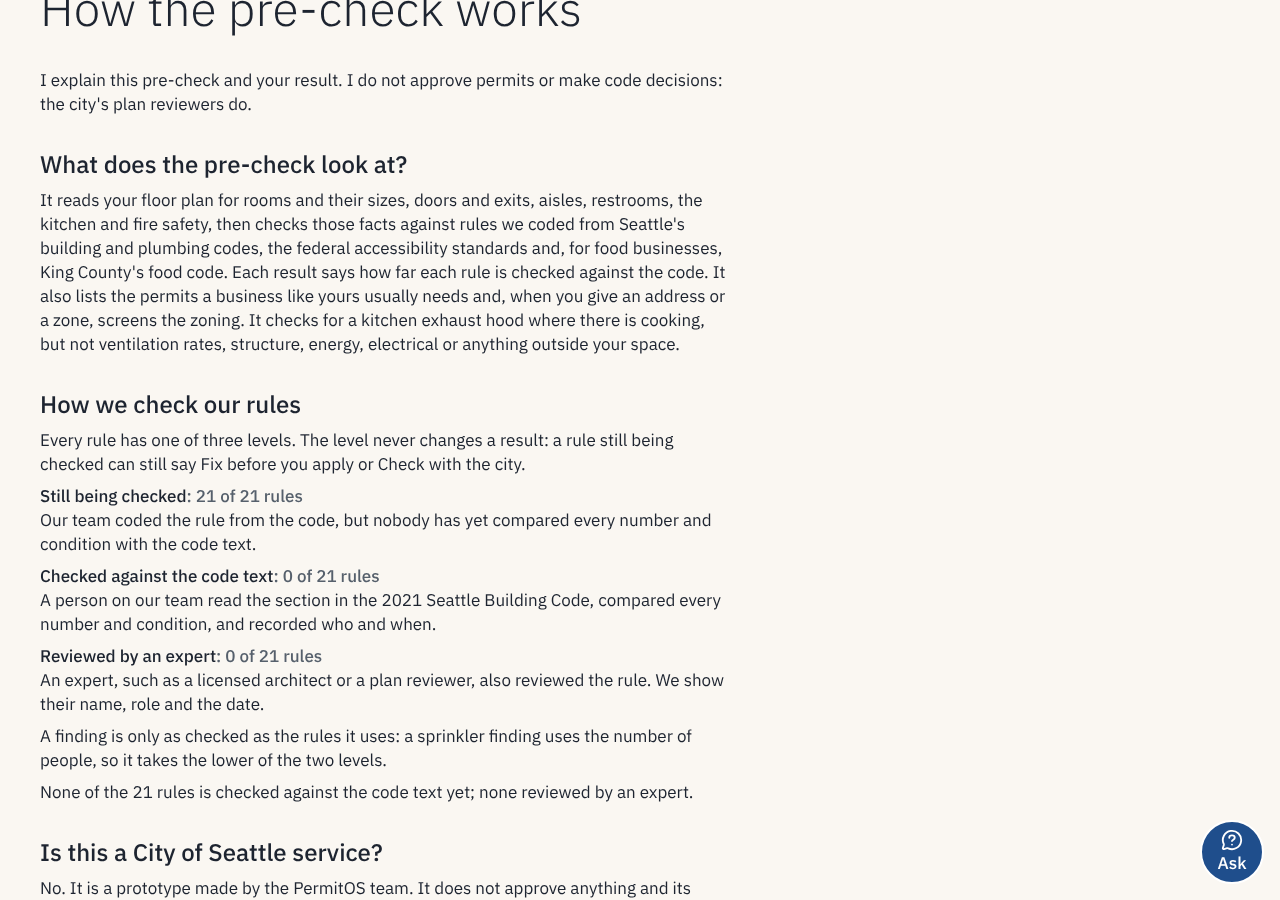 How the pre-check works
I explain this pre-check and your result. I do not approve permits or make code decisions:
the city's plan reviewers do.
What does the pre-check look at?
It reads your floor plan for rooms and their sizes, doors and exits, aisles, restrooms, the
kitchen and fire safety, then checks those facts against rules we coded from Seattle's
building and plumbing codes, the federal accessibility standards and, for food businesses,
King County's food code. Each result says how far each rule is checked against the code. It
also lists the permits a business like yours usually needs and, when you give an address or
a zone, screens the zoning. It checks for a kitchen exhaust hood where there is cooking,
but not ventilation rates, structure, energy, electrical or anything outside your space.
How we check our rules
Every rule has one of three levels. The level never changes a result: a rule still being
checked can still say Fix before you apply or Check with the city.
Still being checked: 21 of 21 rules
Our team coded the rule from the code, but nobody has yet compared every number and
condition with the code text.
Checked against the code text: 0 of 21 rules
A person on our team read the section in the 2021 Seattle Building Code, compared every
number and condition, and recorded who and when.
Reviewed by an expert: 0 of 21 rules
An expert, such as a licensed architect or a plan reviewer, also reviewed the rule. We show
their name, role and the date.
A finding is only as checked as the rules it uses: a sprinkler finding uses the number of
people, so it takes the lower of the two levels.
None of the 21 rules is checked against the code text yet; none reviewed by an expert.
Is this a City of Seattle service?
No. It is a prototype made by the PermitOS team. It does not approve anything and its
Ask